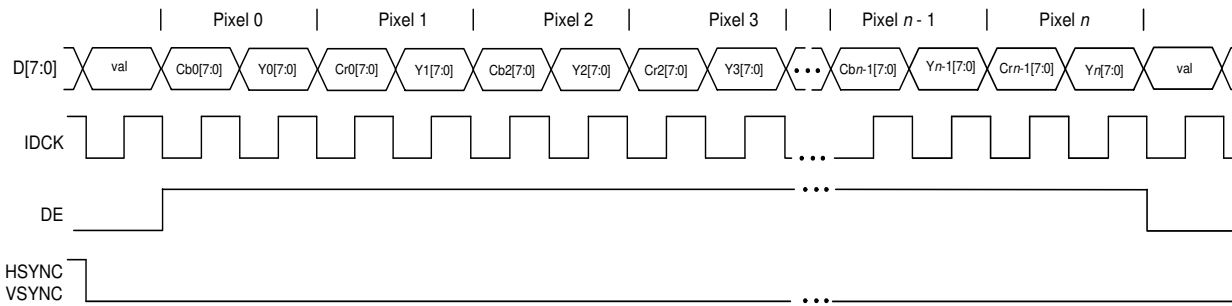 Pixel 0 Pixel 1 Pixel 2 Pixel 3 Pixel n - 1 Pixel n
D[7:0] val Cb0[7:0] Y0[7:0] Cr0[7:0] Y1[7:0] Cb2[7:0] Y2[7:0] Cr2[7:0] Y3[7:0] ... Cbn-1[7:0] Yn-1[7:0] Crn-1[7:0] Yn[7:0] val
IDCK ...
DE ...
HSYNC
VSYNC ...